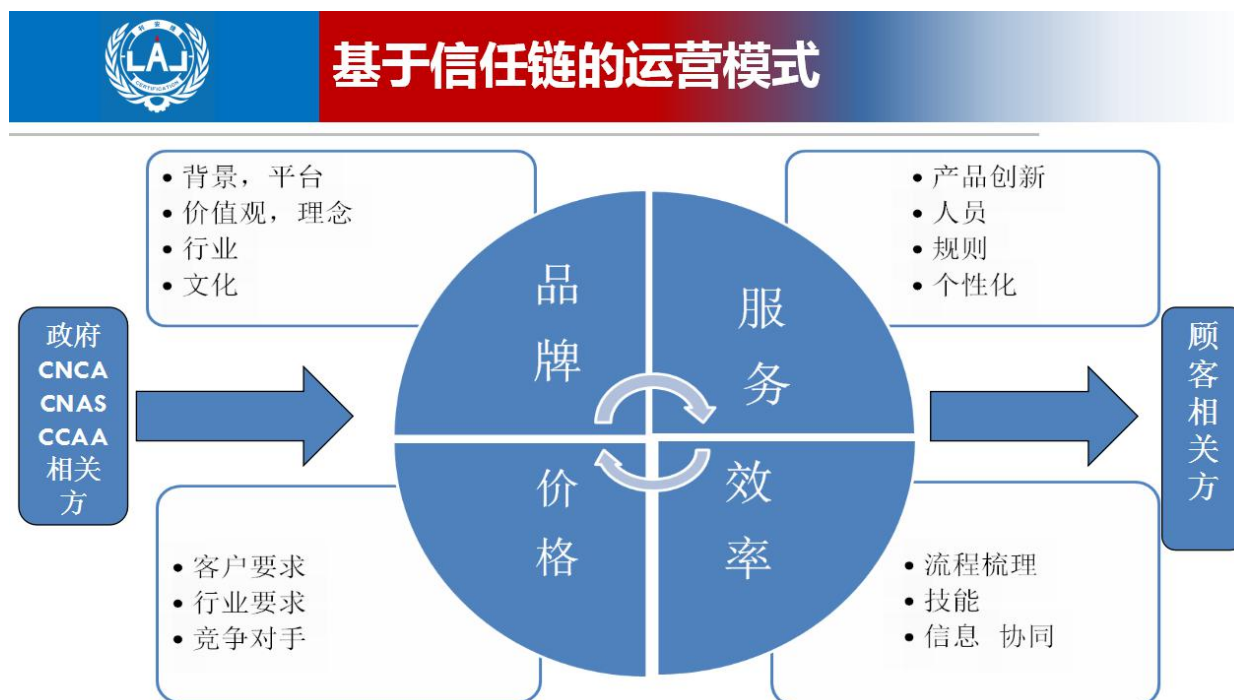 LAL
CERTIFICATION
基于信任链的运营模式
• 背景，平台
• 价值观，理念
• 行业
• 文化
• 产品创新
• 人员
• 规则
• 个性化
政府
CNCA
CNAS
CCAA
相关
方
品
牌
服
务
价
格
效
率
顾
客
相
关
方
• 客户要求
• 行业要求
• 竞争对手
• 流程梳理
• 技能
• 信息 协同